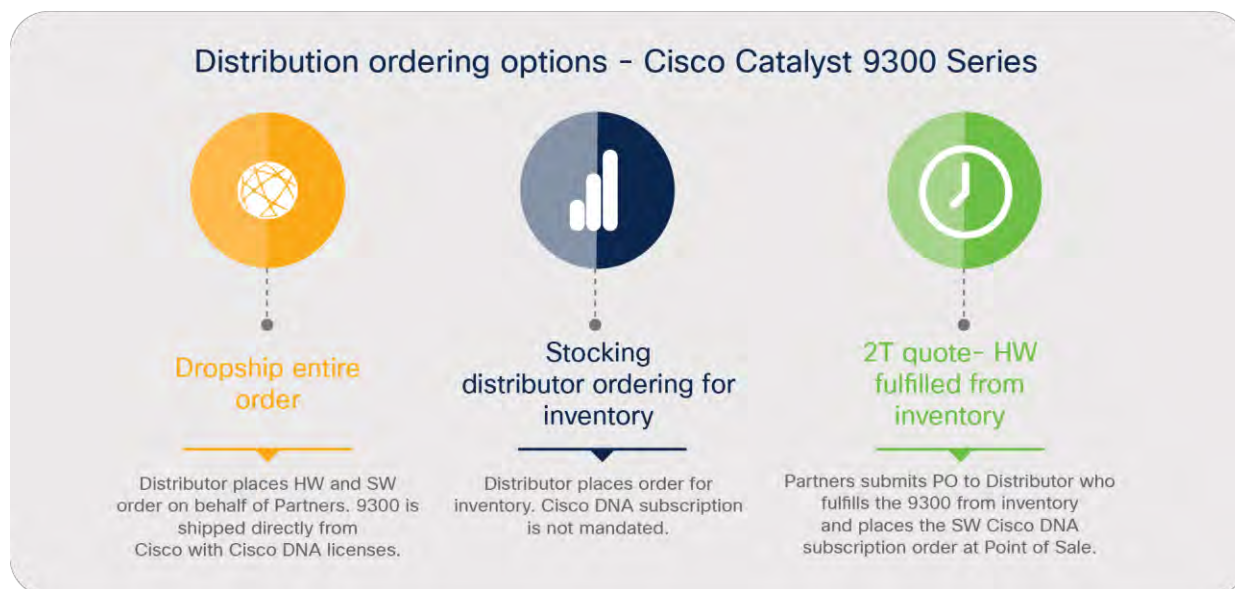 Distribution ordering options - Cisco Catalyst 9300 Series
Dropship entire
order
Distributor places HW and SW
order on behalf of Partners. 9300 is
shipped directly from
Cisco with Cisco DNA licenses.
Stocking
distributor ordering for
inventory
Distributor places order for
inventory. Cisco DNA subscription
is not mandated.
2T quote- HW
fulfilled from
inventory
Partners submits PO to Distributor who
fulfills the 9300 from inventory
and places the SW Cisco DNA
subscription order at Point of Sale.